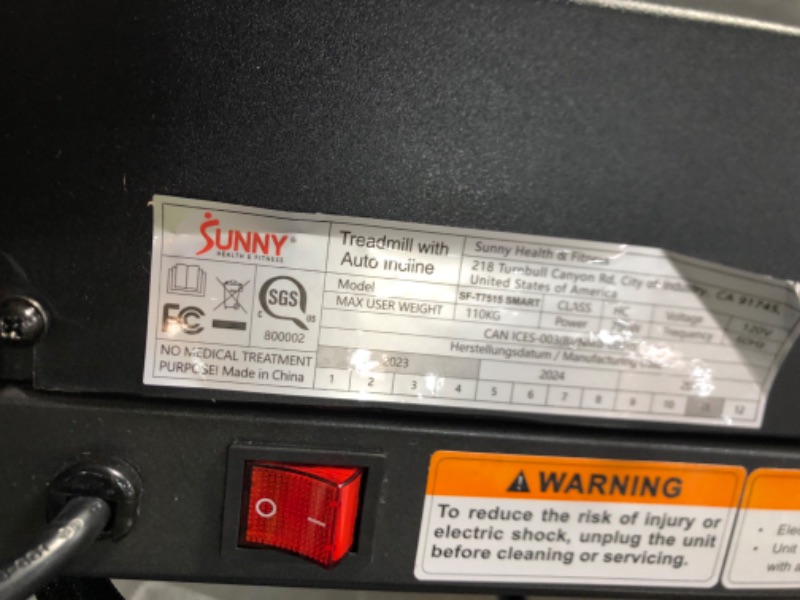 SUNNY®
HEALTH & FITNESS
Treadmill with
Auto Incline
Sunny Health & Fitness
218 Turnbull Canyon Rd, City of Industry, CA 91745,
United States of America
Model
SF-T7515 SMART
CLASS
HC
Voltage
120V
MAX USER WEIGHT
110KG
Power
Frequency
60Hz
FC
SGS
C
US
800002
CAN ICES-003(B)
Herstellungsdatum / Manufacturing
NO MEDICAL TREATMENT
PURPOSE! Made in China
2023
2024
1 2 3 4 5 6 7 8 9 10 11 12
O
WARNING
To reduce the risk of injury or
electric shock, unplug the unit
before cleaning or servicing.
• Unit
with a